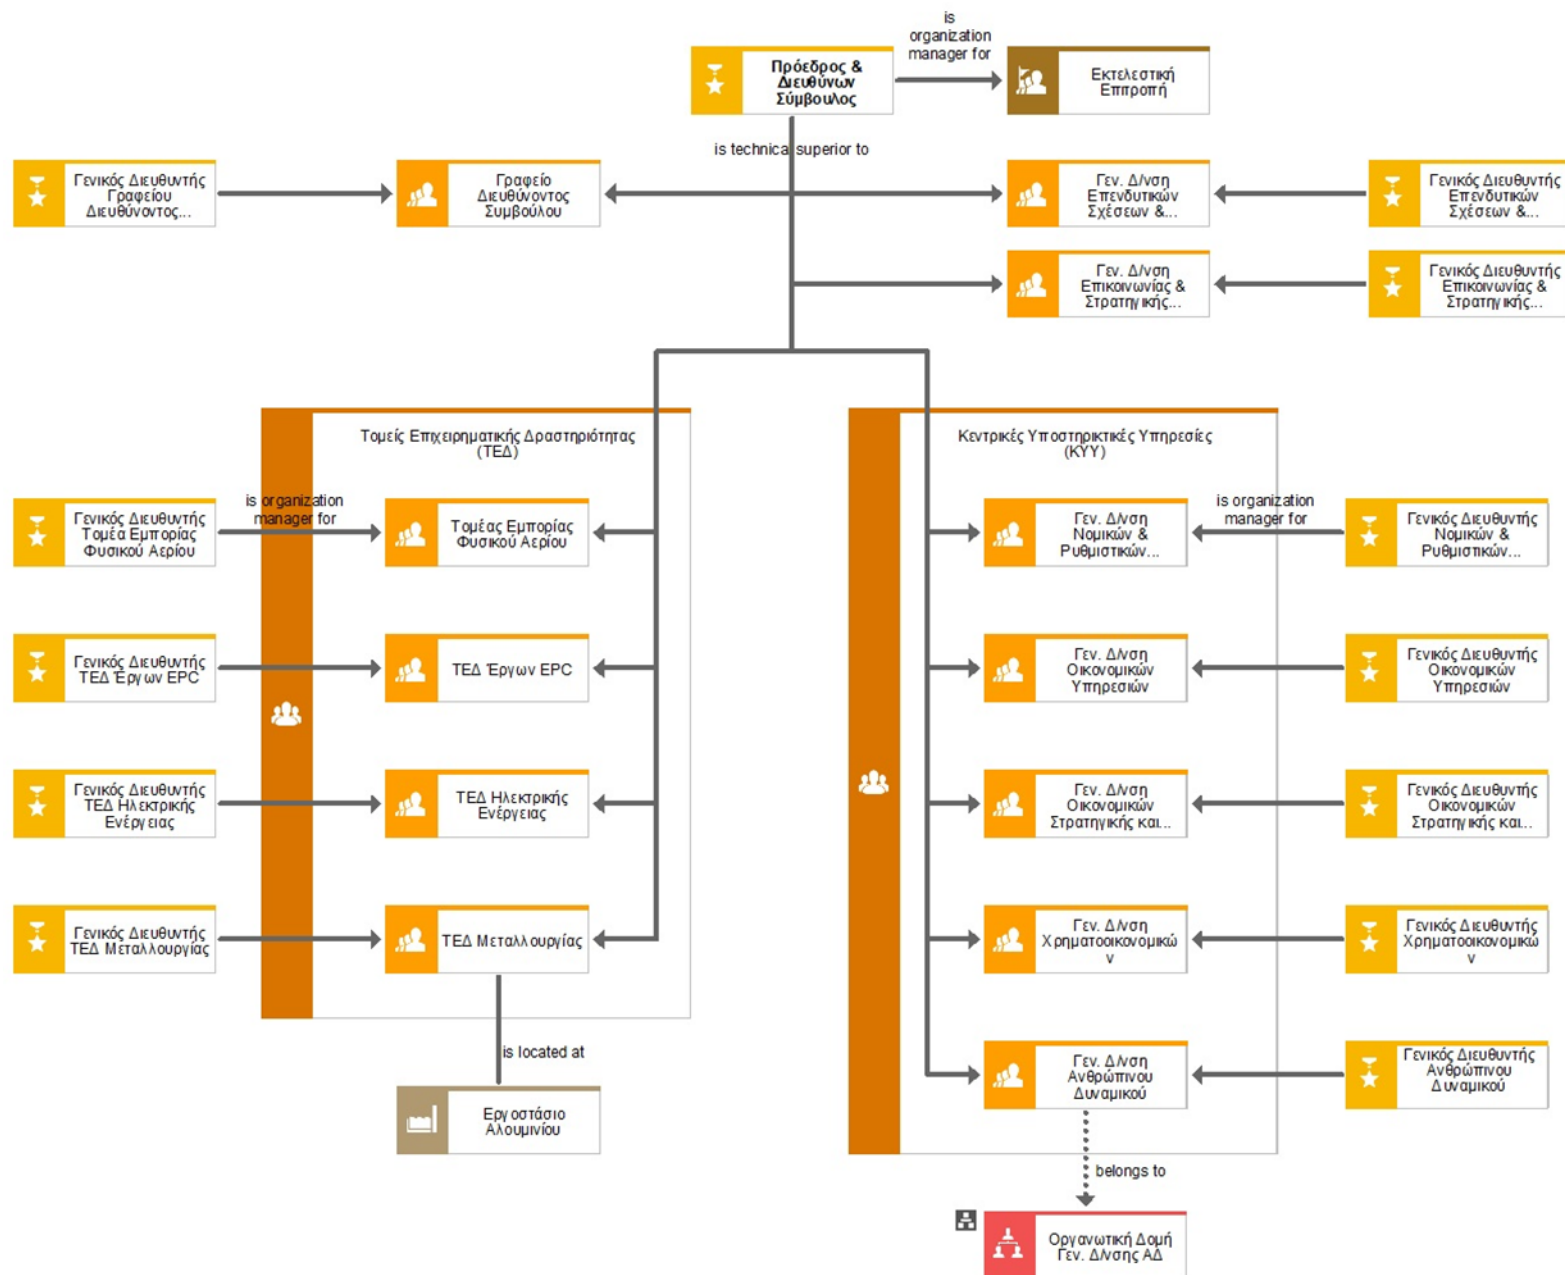 is
organization
manager for
Πρόεδρος &
Διευθύνων
Σύμβουλος
Εκτελεστική
Επιτροπή
is technical superior to
Γενικός Διευθυντής
Γραφείου
Διευθύνοντος...
Γραφείο
Διευθύνοντος
Συμβούλου
Γεν. Δ/νση
Επενδυτικών
Σχέσεων &...
Γενικός Διευθυντής
Επενδυτικών
Σχέσεων &...
Γεν. Δ/νση
Επικοινωνίας &
Στρατηγικής...
Γενικός Διευθυντής
Επικοινωνίας &
Στρατηγικής...
Τομείς Επιχειρηματικής Δραστηριότητας
(ΤΕΔ)
Κεντρικές Υποστηρικτικές Υπηρεσίες
(ΚΥΥ)
Γενικός Διευθυντής
Τομέα Εμπορίας
Φυσικού Αερίου
is organization
manager for
Τομέας Εμπορίας
Φυσικού Αερίου
Γεν. Δ/νση
Νομικών &
Ρυθμιστικών...
is organization
manager for
Γενικός Διευθυντής
Νομικών &
Ρυθμιστικών...
Γενικός Διευθυντής
ΤΕΔ Έργων EPC
ΤΕΔ Έργων EPC
Γεν. Δ/νση
Οικονομικών
Υπηρεσιών
Γενικός Διευθυντής
Οικονομικών
Υπηρεσιών
Γενικός Διευθυντής
ΤΕΔ Ηλεκτρικής
Ενέργειας
ΤΕΔ Ηλεκτρικής
Ενέργειας
Γεν. Δ/νση
Οικονομικών
Στρατηγικής και...
Γενικός Διευθυντής
Οικονομικών
Στρατηγικής και...
Γενικός Διευθυντής
ΤΕΔ Μεταλλουργίας
ΤΕΔ Μεταλλουργίας
Γεν. Δ/νση
Χρηματοοικονομικώ
ν
Γενικός Διευθυντής
Χρηματοοικονομικώ
ν
is located at
Εργοστάσιο
Αλουμινίου
Γεν. Δ/νση
Ανθρώπινου
Δυναμικού
Γενικός Διευθυντής
Ανθρώπινου
Δυναμικού
belongs to
Οργανωτική Δομή
Γεν. Δ/νσης ΑΔ